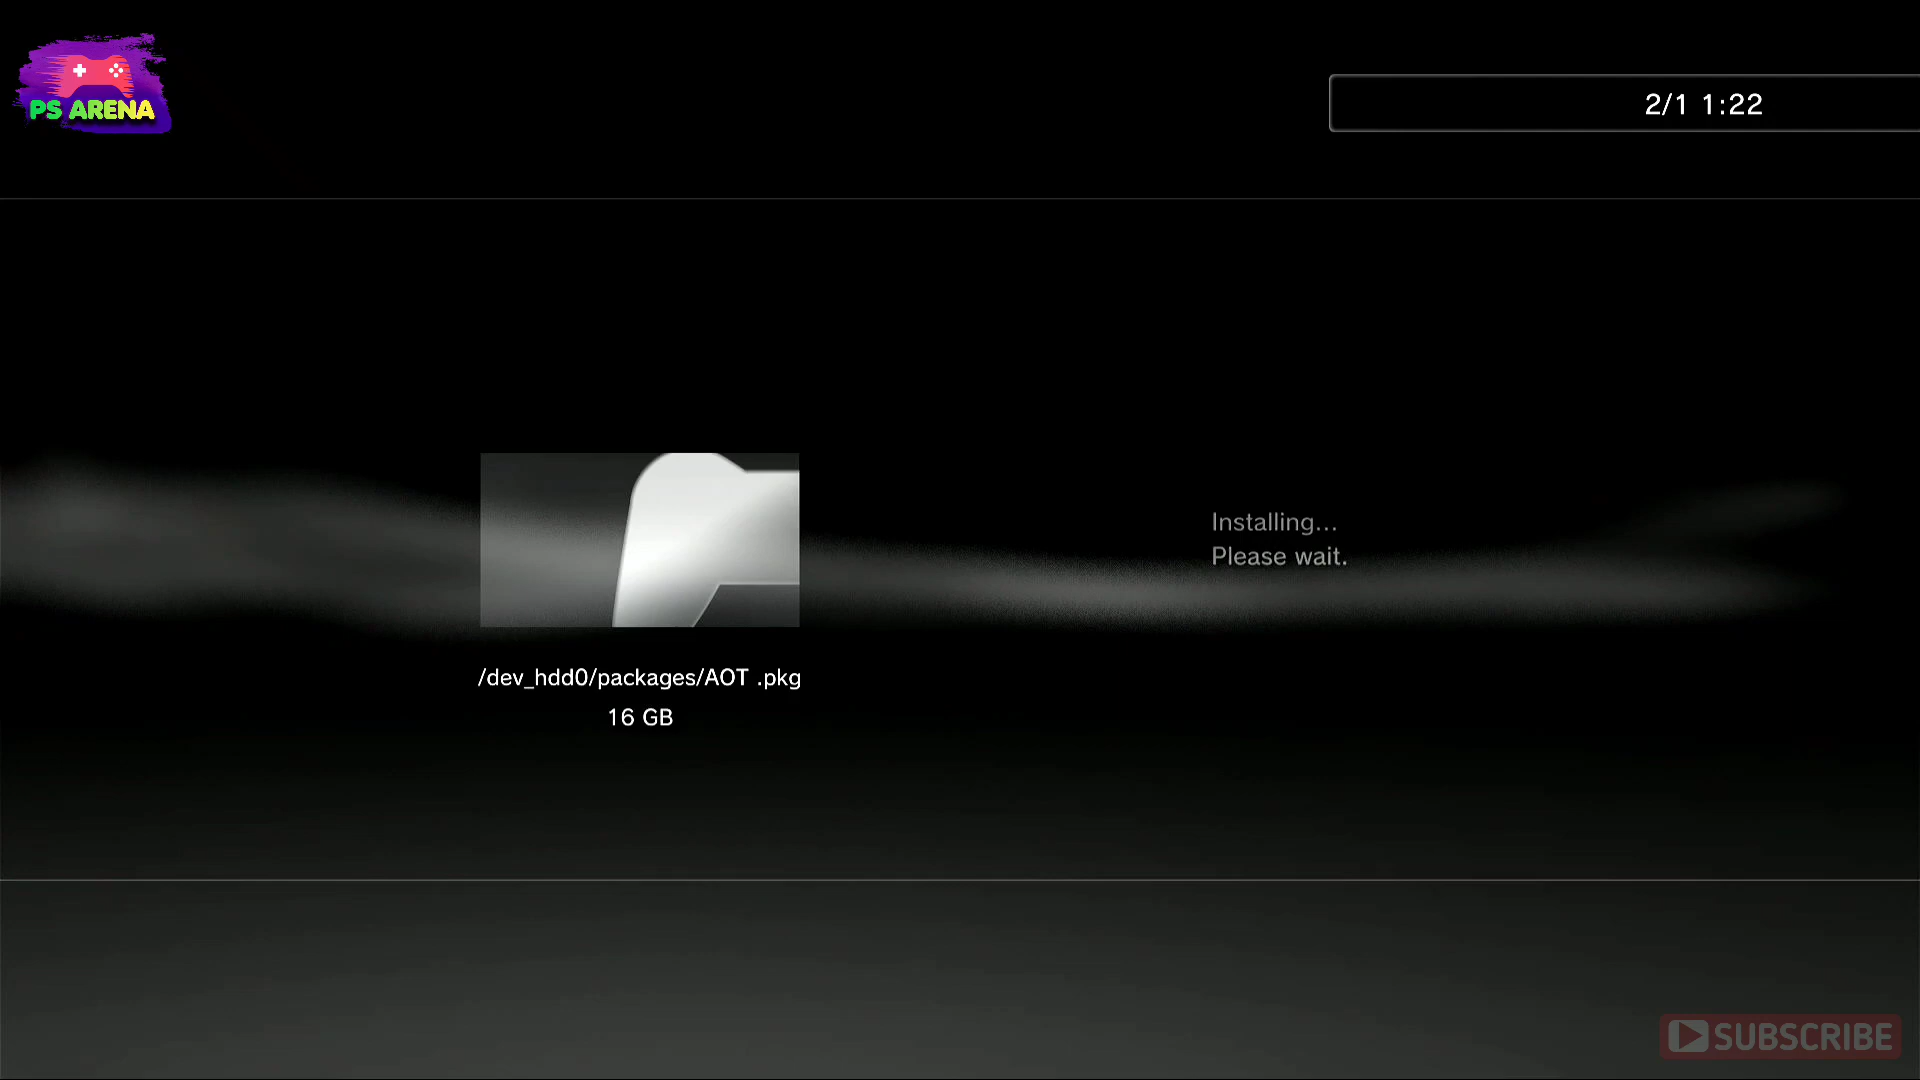 PS ARENA
2/1 1:22
Installing...
Please wait.
/dev_hdd0/packages/AOT .pkg
16 GB
SUBSCRIBE